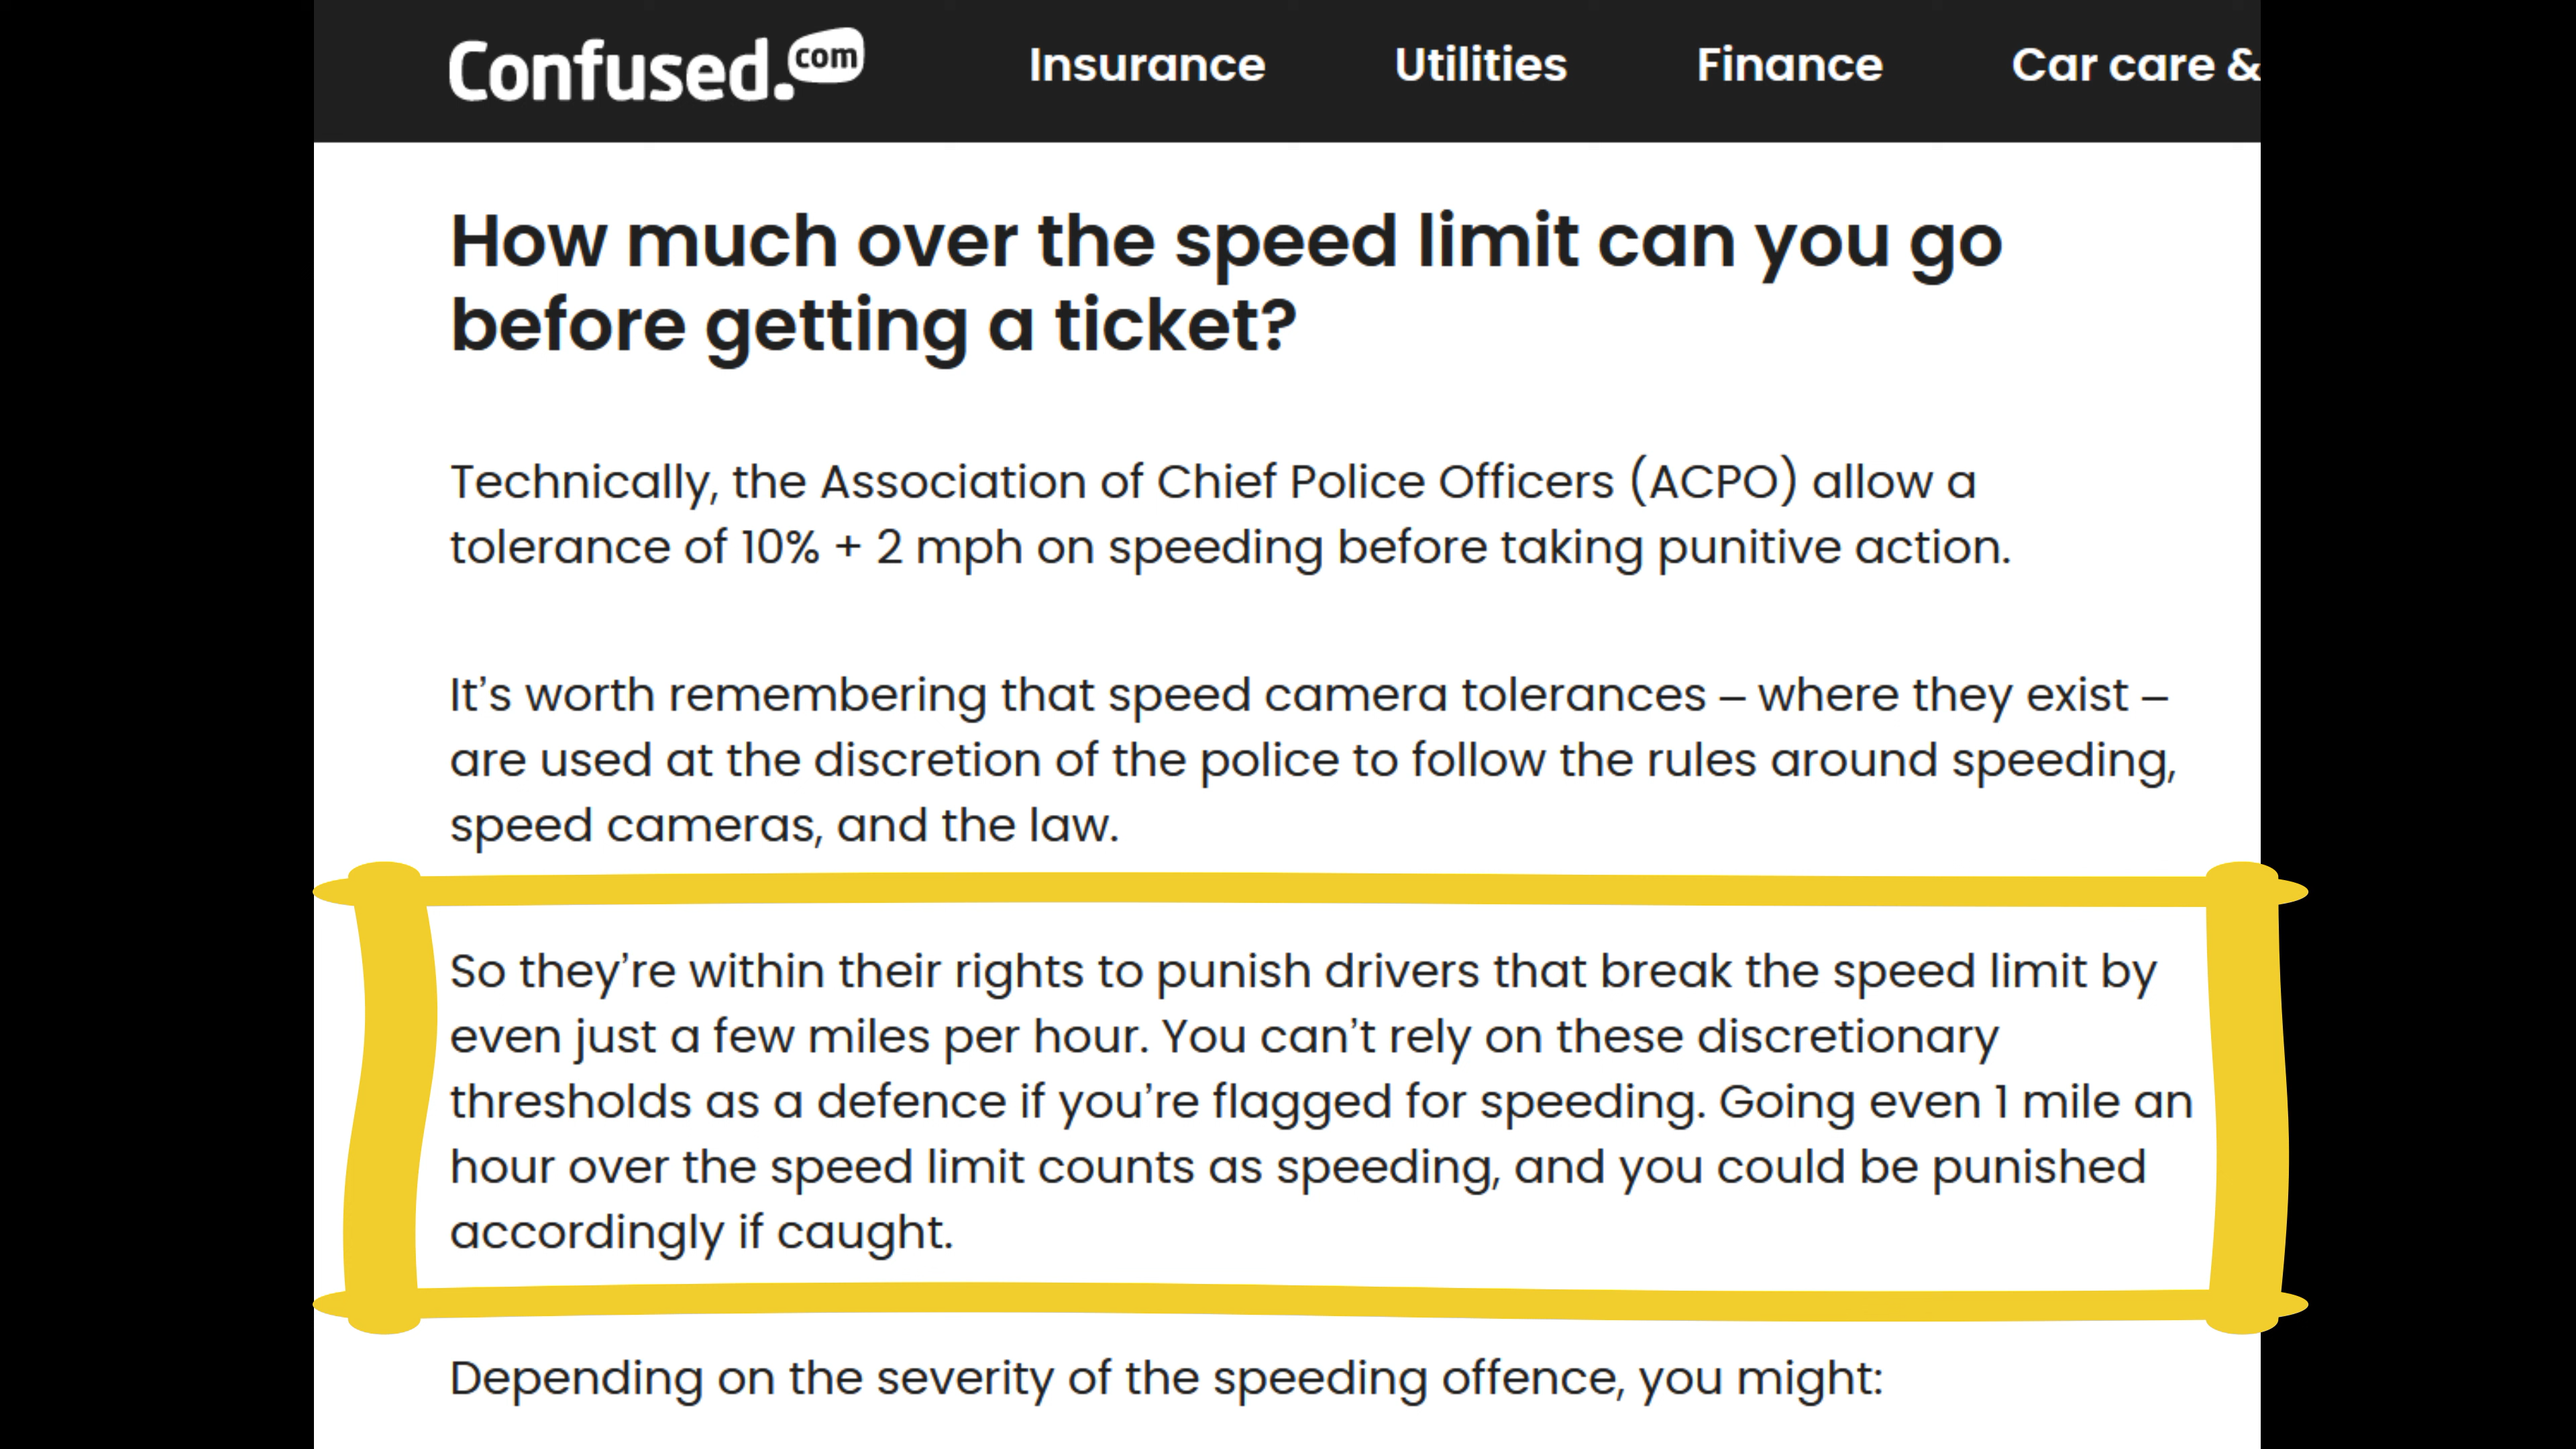 Confused.com
Insurance
Utilities
Finance
Car care &
How much over the speed limit can you go
before getting a ticket?
Technically, the Association of Chief Police Officers (ACPO) allow a
tolerance of 10% + 2 mph on speeding before taking punitive action.
It’s worth remembering that speed camera tolerances – where they exist –
are used at the discretion of the police to follow the rules around speeding,
speed cameras, and the law.
So they’re within their rights to punish drivers that break the speed limit by
even just a few miles per hour. You can’t rely on these discretionary
thresholds as a defence if you’re flagged for speeding. Going even 1 mile an
hour over the speed limit counts as speeding, and you could be punished
accordingly if caught.
Depending on the severity of the speeding offence, you might: